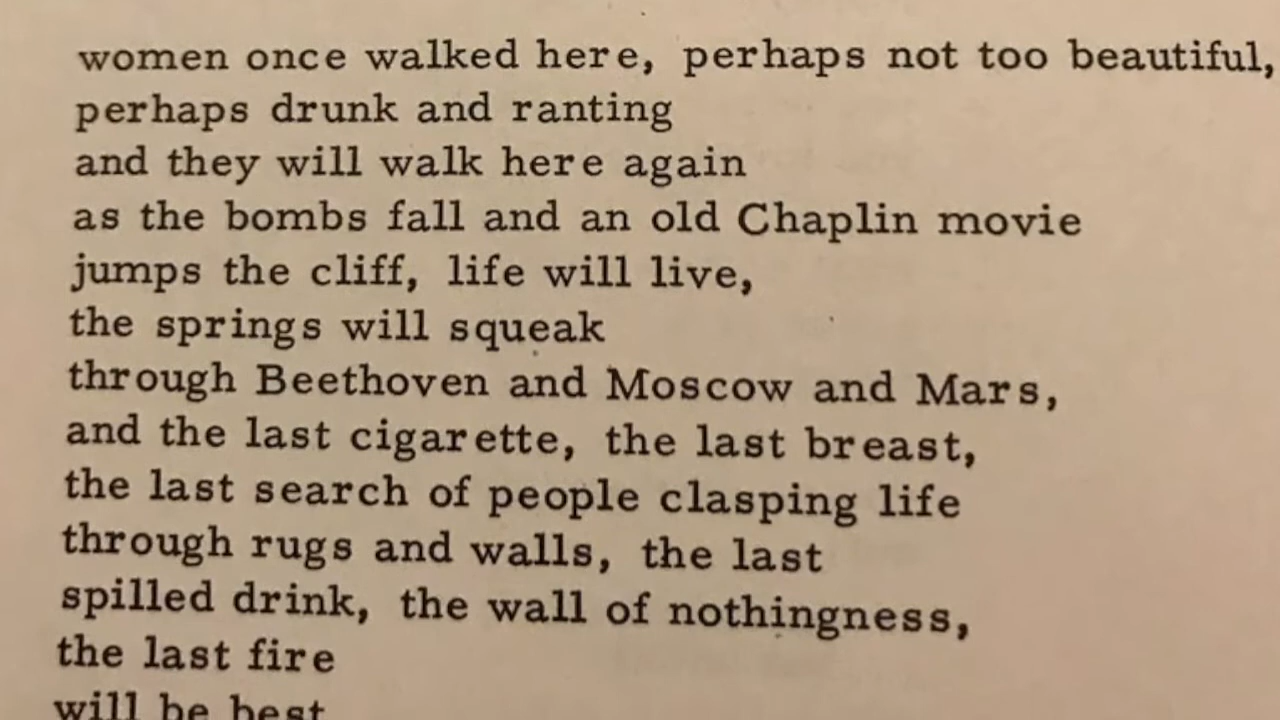 women once walked here, perhaps not too beautiful,
perhaps drunk and ranting
and they will walk here again
as the bombs fall and an old Chaplin movie
jumps the cliff, life will live,
the springs will squeak
through Beethoven and Moscow and Mars,
and the last cigarette, the last breast,
the last search of people clasping life
through rugs and walls, the last
spilled drink, the wall of nothingness,
the last fire
will be best